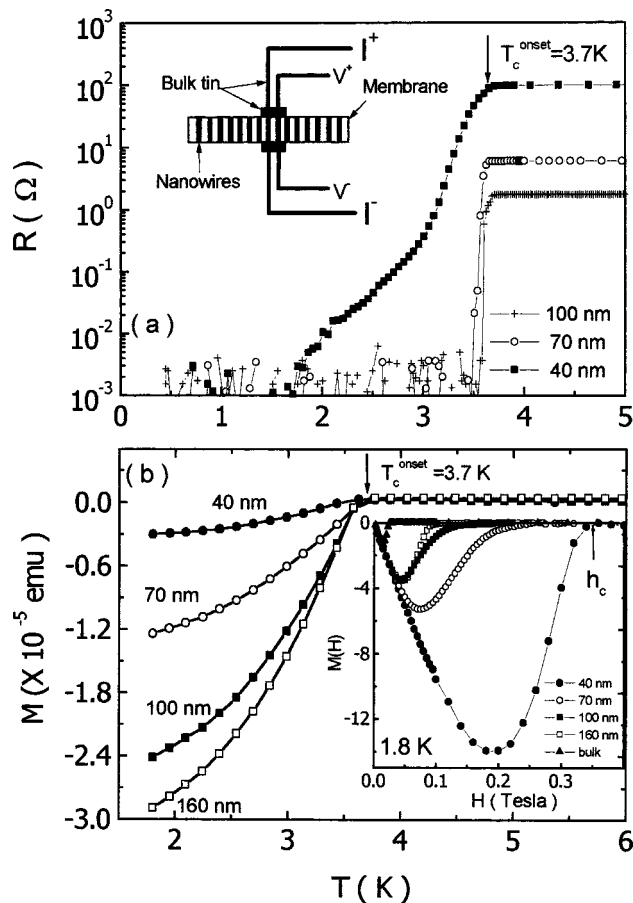 (a)
10³
10²
10¹
10⁰
10⁻¹
10⁻²
10⁻³
R ( Ω )
I⁺
V⁺
Bulk tin
Membrane
Nanowires
V⁻
I⁻
T_c^onset =3.7K
100 nm
70 nm
40 nm
0 1 2 3 4 5 6
(b)
T_c^onset =3.7 K
0.0
-0.6
-1.2
-1.8
-2.4
-3.0
M (X 10⁻⁵ emu)
40 nm
70 nm
100 nm
160 nm
0
-4
-8
-12
M(H)
h_c
40 nm
70 nm
100 nm
160 nm
bulk
1.8 K
0.0 0.1 0.2 0.3
H (Tesla)
2 3 4 5 6
T ( K )